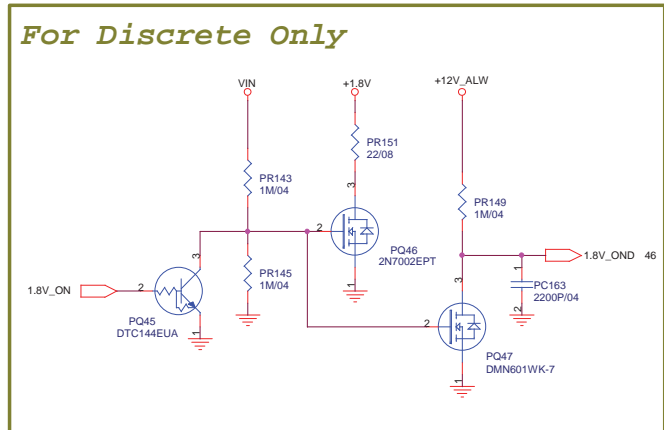 For Discrete Only
VIN
+1.8V
+12V_ALW
PR151
22/08
PR143
1M/04
PR149
1M/04
3
2
PQ46
2N7002EPT
1
3
1.8V_OND 46
1.8V_ON
2
PR145
1M/04
3
1
PC163
2200P/04
2
PQ45
DTC144EUA
1
2
PQ47
DMN601WK-7
1